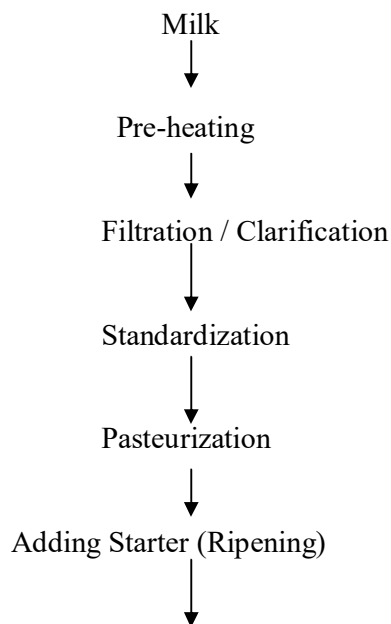 Milk
Pre-heating
Filtration / Clarification
Standardization
Pasteurization
Adding Starter (Ripening)